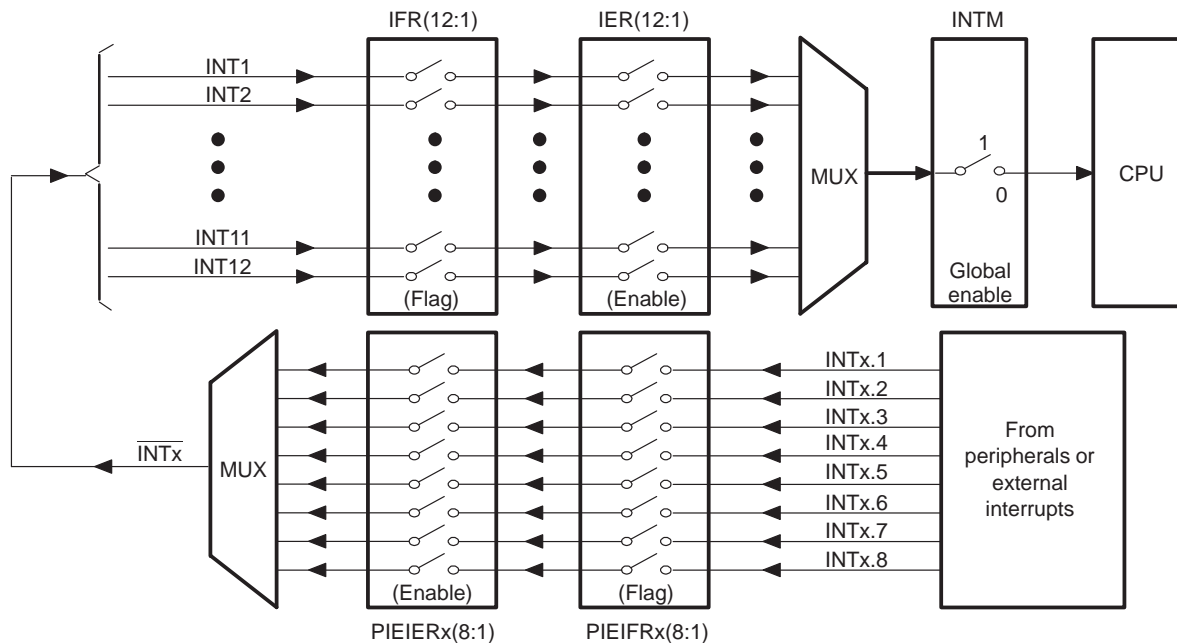 IFR(12:1)
IER(12:1)
INTM
INT1
INT2
1
MUX
CPU
0
INT11
INT12
Global
enable
(Flag)
(Enable)
INTx.1
INTx.2
INTx.3
From
peripherals or
external
interrupts
INTx
MUX
INTx.4
INTx.5
INTx.6
INTx.7
INTx.8
(Enable)
(Flag)
PIEIERx(8:1)
PIEIFRx(8:1)